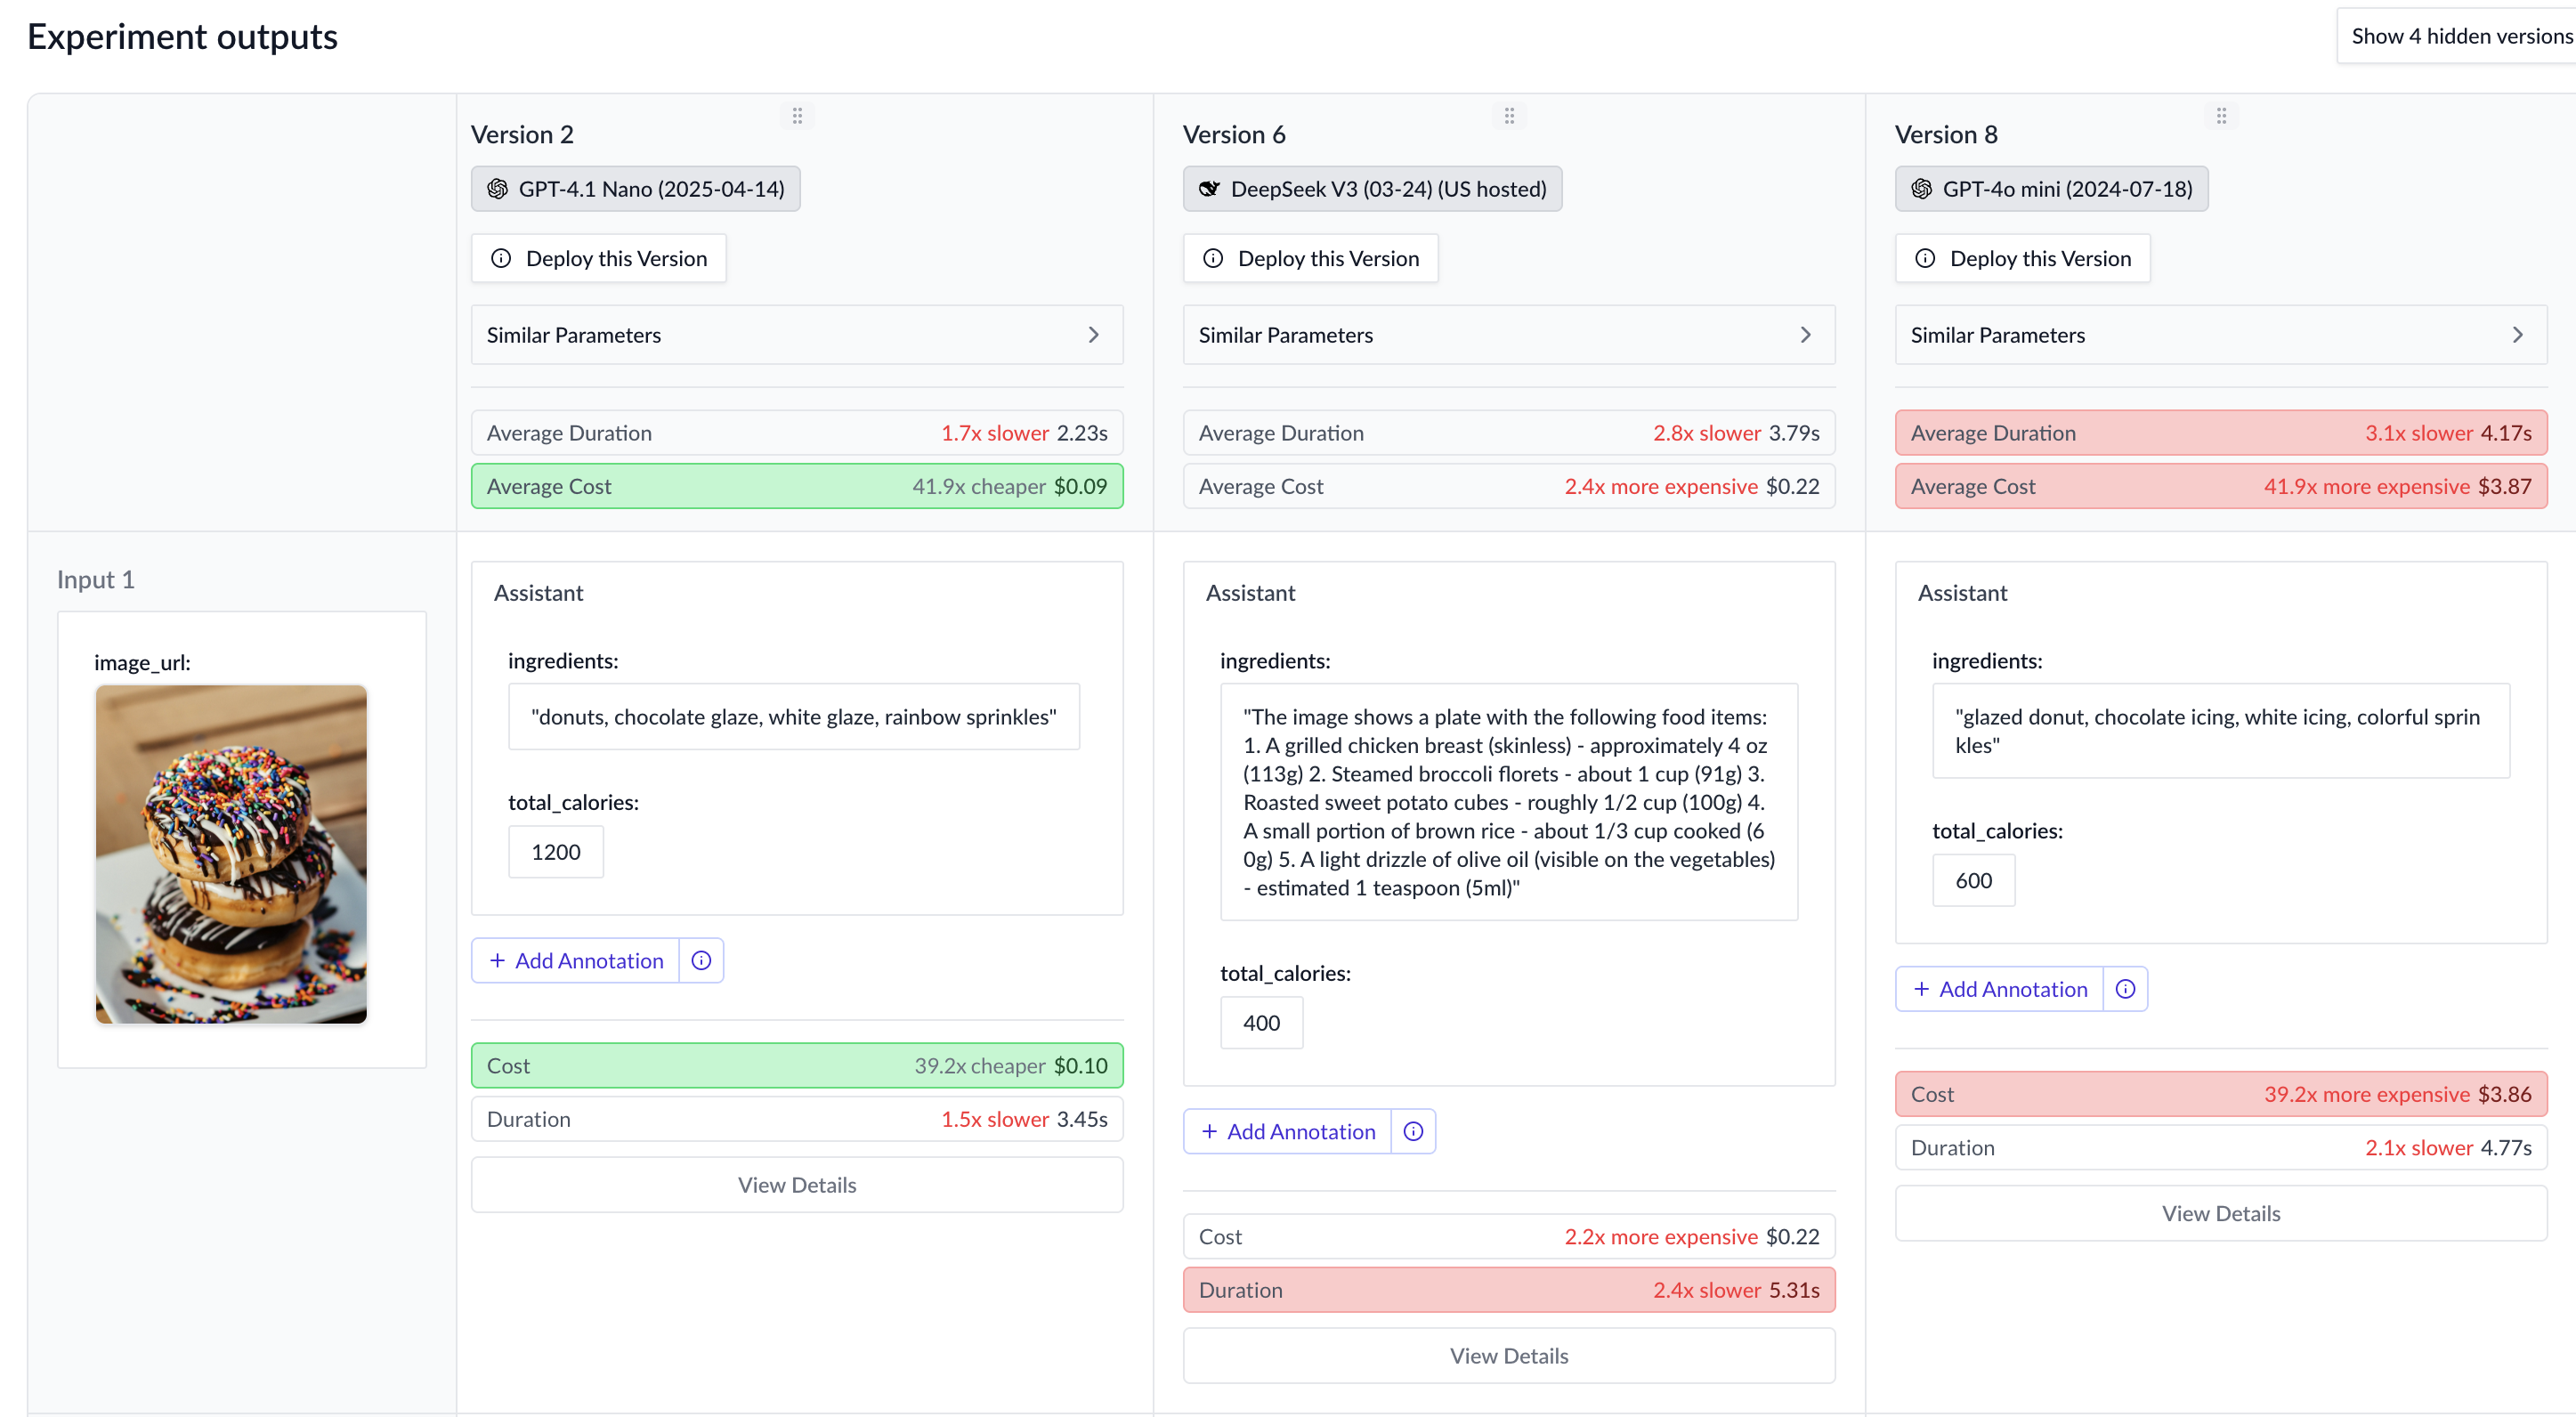 Experiment outputs
Show 4 hidden versions
Version 2
GPT-4.1 Nano (2025-04-14)
Deploy this Version
Similar Parameters
Average Duration 1.7x slower 2.23s
Average Cost 41.9x cheaper $0.09
Version 6
DeepSeek V3 (03-24) (US hosted)
Deploy this Version
Similar Parameters
Average Duration 2.8x slower 3.79s
Average Cost 2.4x more expensive $0.22
Version 8
GPT-4o mini (2024-07-18)
Deploy this Version
Similar Parameters
Average Duration 3.1x slower 4.17s
Average Cost 41.9x more expensive $3.87
Input 1
image_url:
Assistant
ingredients:
"donuts, chocolate glaze, white glaze, rainbow sprinkles"
total_calories:
1200
+ Add Annotation
Cost 39.2x cheaper $0.10
Duration 1.5x slower 3.45s
View Details
Assistant
ingredients:
"The image shows a plate with the following food items:
1. A grilled chicken breast (skinless) - approximately 4 oz
(113g) 2. Steamed broccoli florets - about 1 cup (91g) 3.
Roasted sweet potato cubes - roughly 1/2 cup (100g) 4.
A small portion of brown rice - about 1/3 cup cooked (6
0g) 5. A light drizzle of olive oil (visible on the vegetables)
- estimated 1 teaspoon (5ml)"
total_calories:
400
+ Add Annotation
Cost 2.2x more expensive $0.22
Duration 2.4x slower 5.31s
View Details
Assistant
ingredients:
"glazed donut, chocolate icing, white icing, colorful sprin
kles"
total_calories:
600
+ Add Annotation
Cost 39.2x more expensive $3.86
Duration 2.1x slower 4.77s
View Details